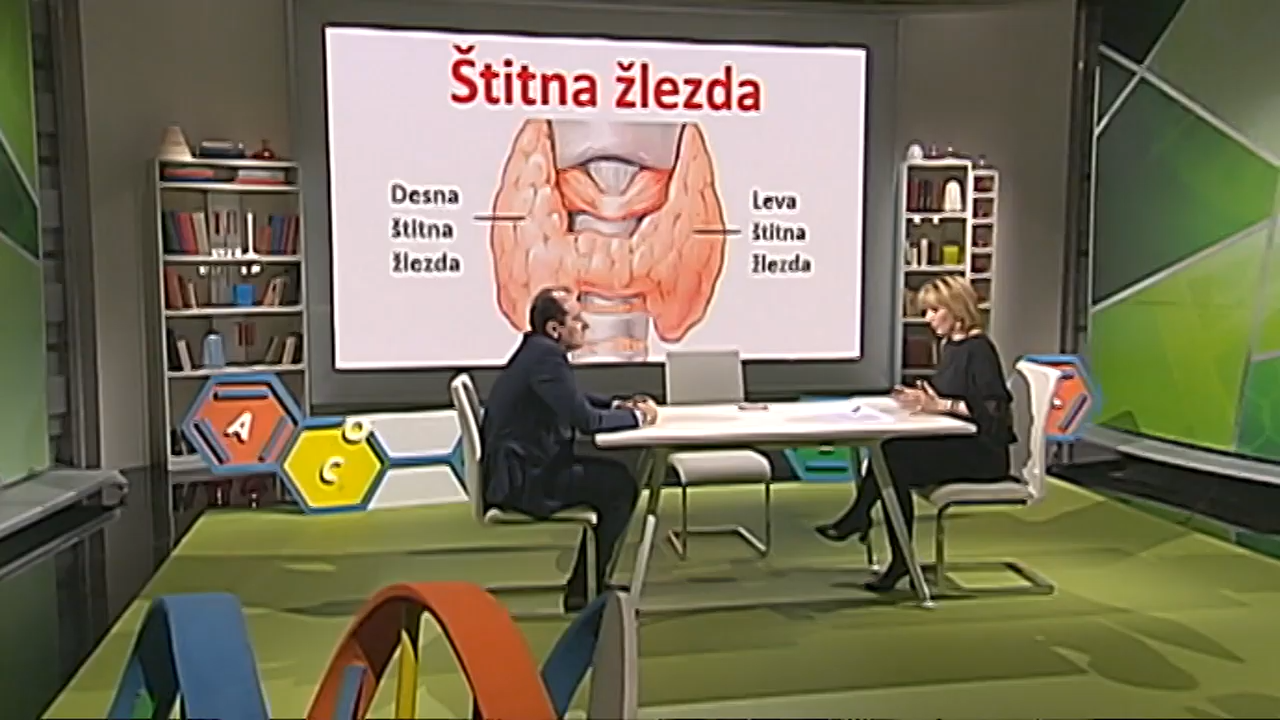 Štitna žlezda
Desna
štitna
žlezda
Leva
štitna
žlezda
A
C